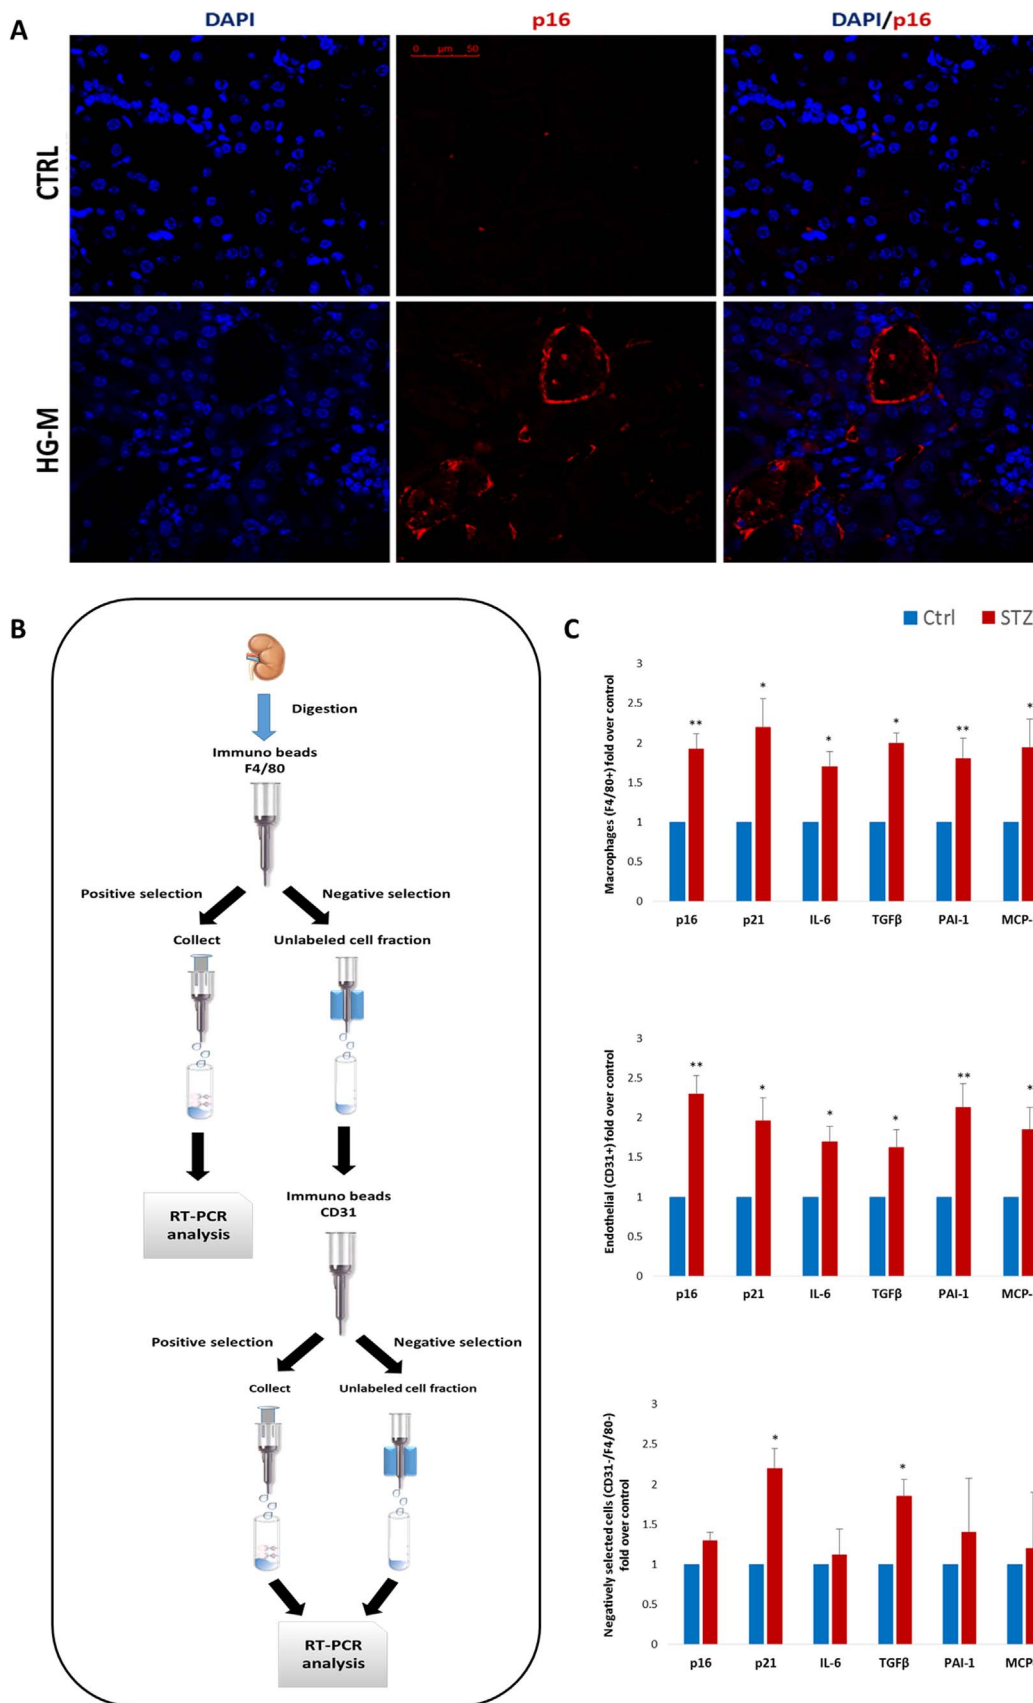 A
DAPI
p16
DAPI/p16
0 µm 50
CTRL
HG-M
B
Digestion
Immuno beads
F4/80
Positive selection
Negative selection
Collect
Unlabeled cell fraction
Immuno beads
CD31
RT-PCR
analysis
Positive selection
Negative selection
Collect
Unlabeled cell fraction
RT-PCR
analysis
C
Ctrl
STZ
Macrophages (F4/80+) fold over control
3
2.5
2
1.5
1
0.5
0
** * * * ** *
p16 p21 IL-6 TGFβ PAI-1 MCP-
Endothelial (CD31+) fold over control
3
2.5
2
1.5
1
0.5
0
** * * * ** *
p16 p21 IL-6 TGFβ PAI-1 MCP-
Negatively selected cells (CD31-/F4/80-)
fold over control
3
2.5
2
1.5
1
0.5
0
* *
p16 p21 IL-6 TGFβ PAI-1 MCP